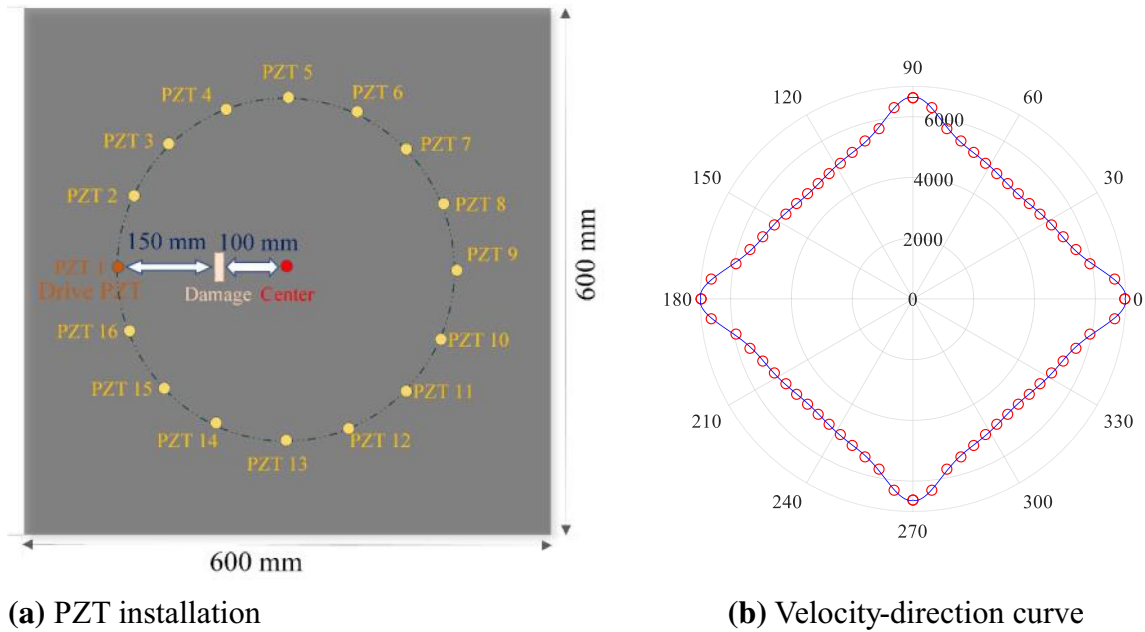 PZT 5
PZT 4
PZT 6
PZT 3
PZT 7
PZT 2
PZT 8
150 mm
100 mm
PZT 1
PZT 9
Drive PZT
Damage
Center
PZT 16
PZT 10
PZT 15
PZT 11
PZT 14
PZT 12
PZT 13
600 mm
600 mm
(a) PZT installation
90
120
60
6000
150
30
4000
2000
180
0
0
210
330
240
300
270
(b) Velocity-direction curve